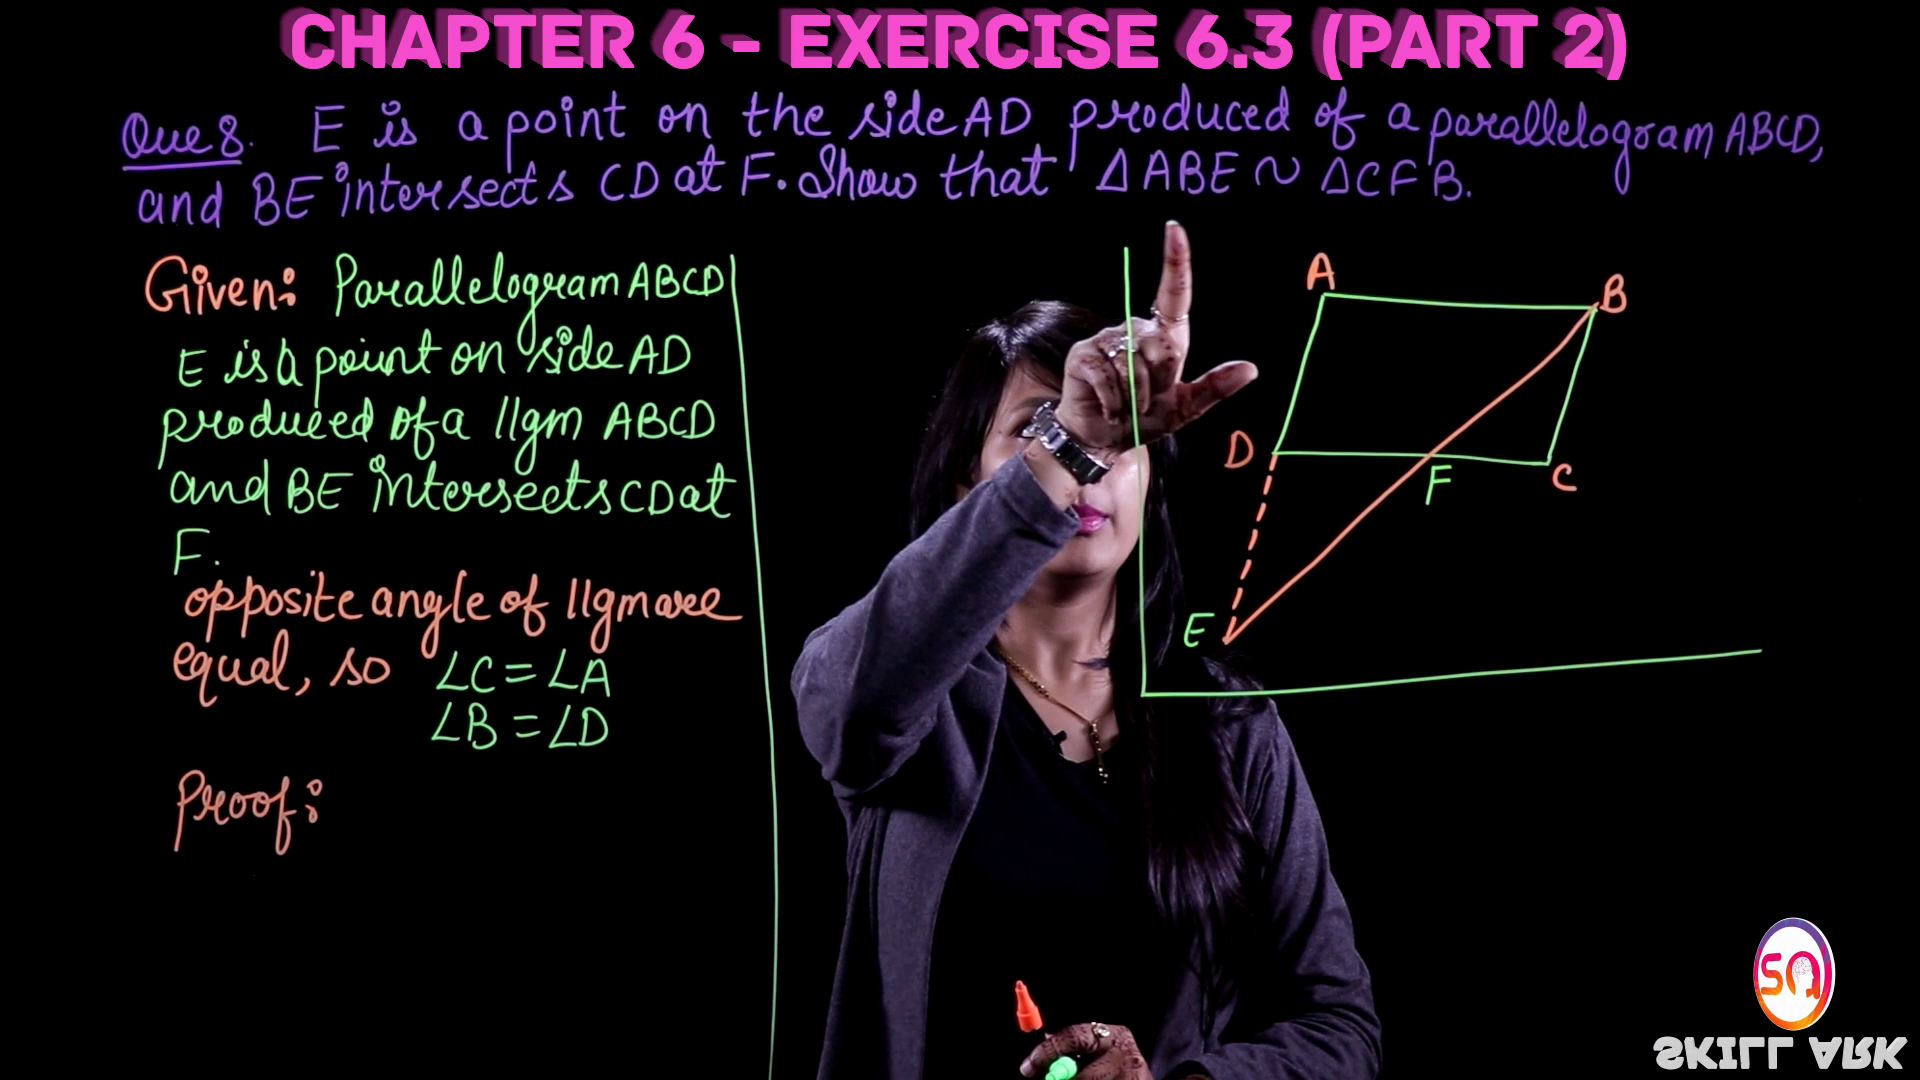 CHAPTER 6 - EXERCISE 6.3 (PART 2)
Que 8. E is a point on the side AD produced of a parallelogram ABCD,
and BE intersects CD at F. Show that ΔABE ~ ΔCFB.
Given: Parallelogram ABCD
E is a point on side AD
produced of a llgm ABCD
and BE intersects CD at
F.
opposite angle of llgm are
equal, so ∠C = ∠A
∠B = ∠D
Proof:
A
B
D
F
C
E
SA
SKILL ARK